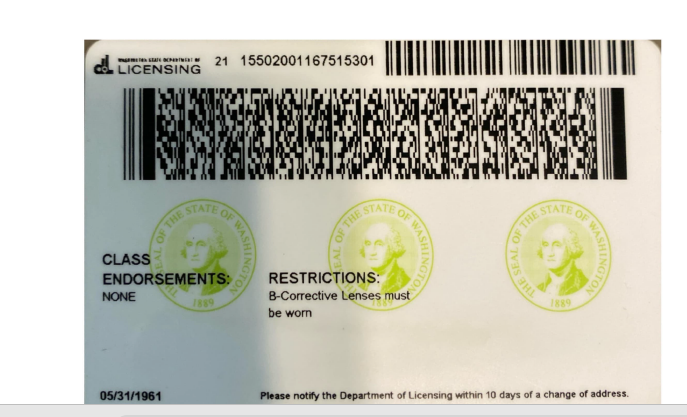 WASHINGTON STATE DEPARTMENT OF
LICENSING
21 15502001167515301
THE SEAL OF THE STATE OF WASHINGTON
1889
THE SEAL OF THE STATE OF WASHINGTON
1889
THE SEAL OF THE STATE OF WASHINGTON
1889
CLASS
ENDORSEMENTS:
NONE
RESTRICTIONS:
B-Corrective Lenses must
be worn
05/31/1961
Please notify the Department of Licensing within 10 days of a change of address.